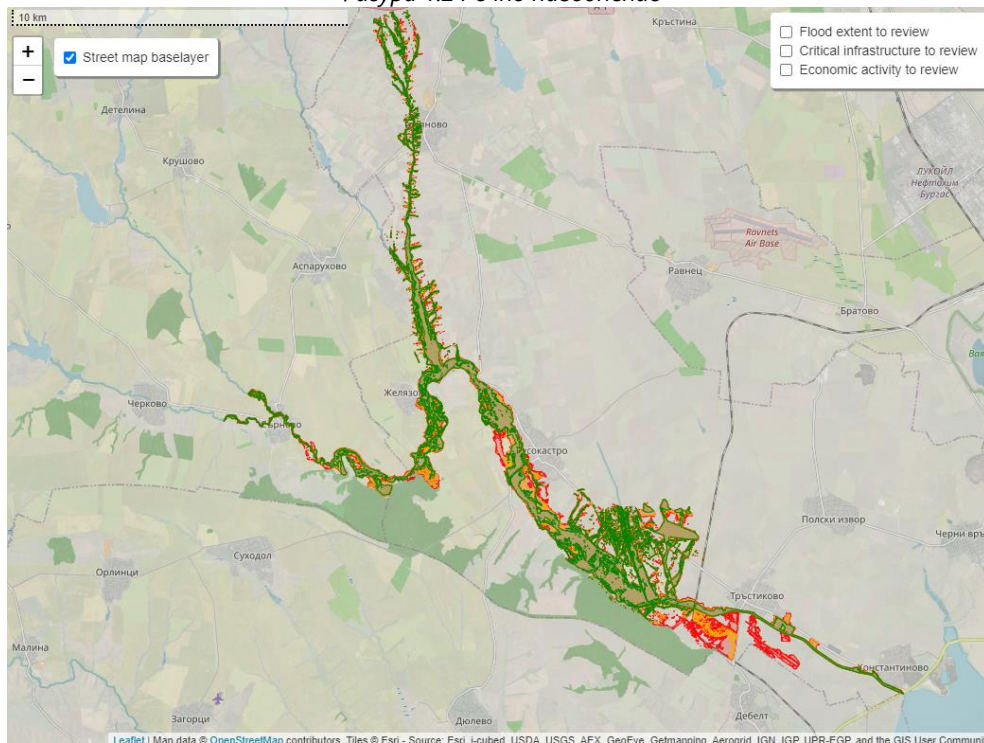 10 km
+
−
Street map baselayer
Flood extent to review
Critical infrastructure to review
Economic activity to review
Кръстина
Детелина
Крушово
ЛУКОЙЛ
Нефтохим
Бургас
Rovnets
Air Base
Аспарухово
Равнец
Братово
Желязо
Черково
Полски извор
Черни
Суходол
Орлинци
Тръстиково
Малина
Константиново
Дебелт
Загорци
Дюлево
Leaflet | Map data © OpenStreetMap contributors, Tiles © Esri - Source: Esri, i-cubed, USDA, USGS, AEX, GeoEye, Getmapping, Aerogrid, IGN, IGP, UPR-EGP, and the GIS User Communi